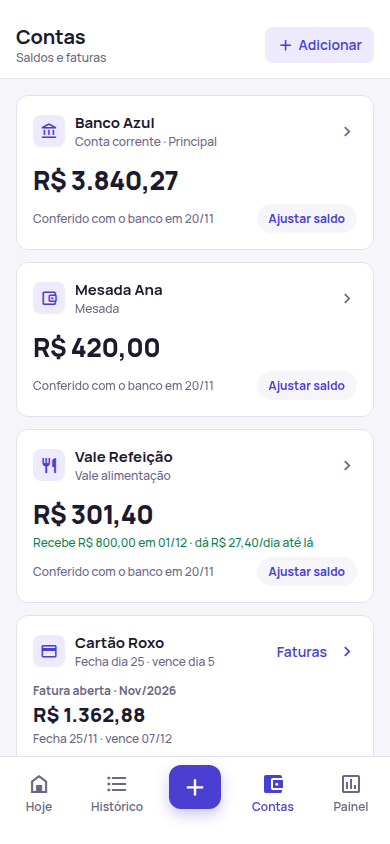 Contas
Saldos e faturas
Adicionar
Banco Azul
Conta corrente · Principal
R$ 3.840,27
Conferido com o banco em 20/11
Ajustar saldo
Mesada Ana
Mesada
R$ 420,00
Conferido com o banco em 20/11
Ajustar saldo
Vale Refeição
Vale alimentação
R$ 301,40
Recebe R$ 800,00 em 01/12 · dá R$ 27,40/dia até lá
Conferido com o banco em 20/11
Ajustar saldo
Cartão Roxo
Fecha dia 25 · vence dia 5
Faturas
Fatura aberta · Nov/2026
R$ 1.362,88
Fecha 25/11 · vence 07/12
Hoje
Histórico
Contas
Painel